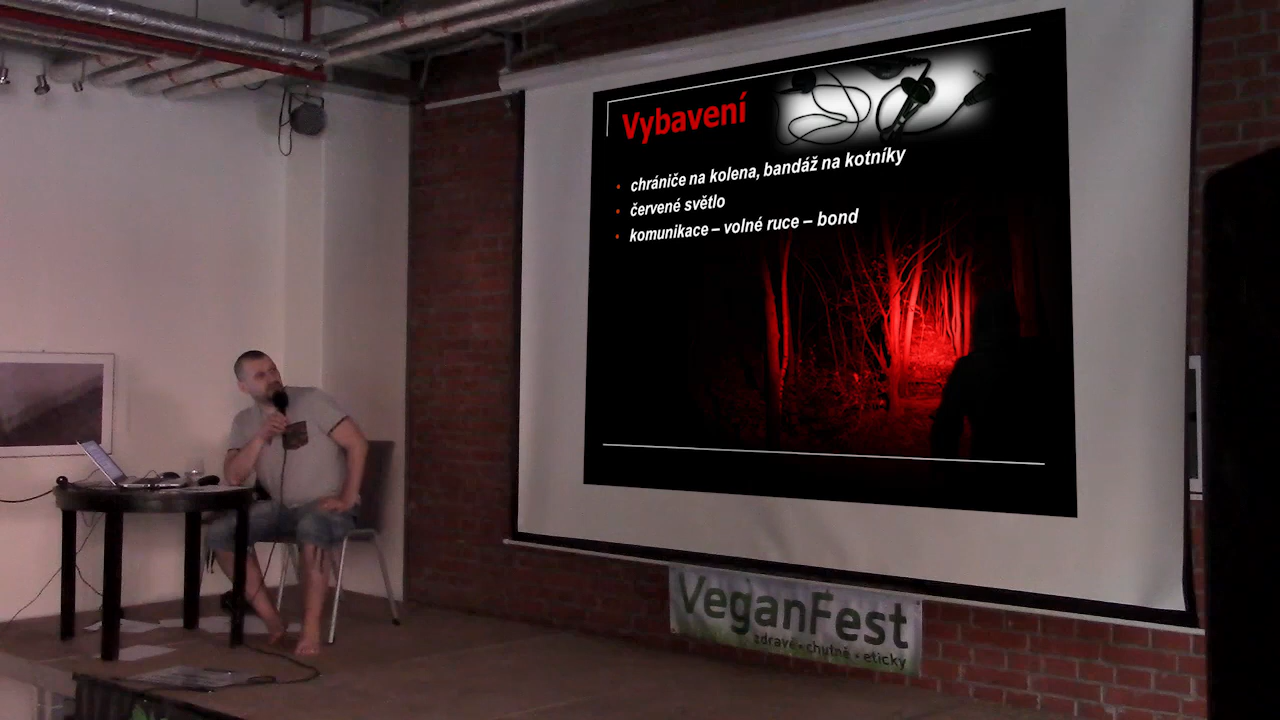 Vybavení
chrániče na kolena, bandáž na kotníky
červené světlo
komunikace – volné ruce – bond
VeganFest
zdravě • chutně • eticky